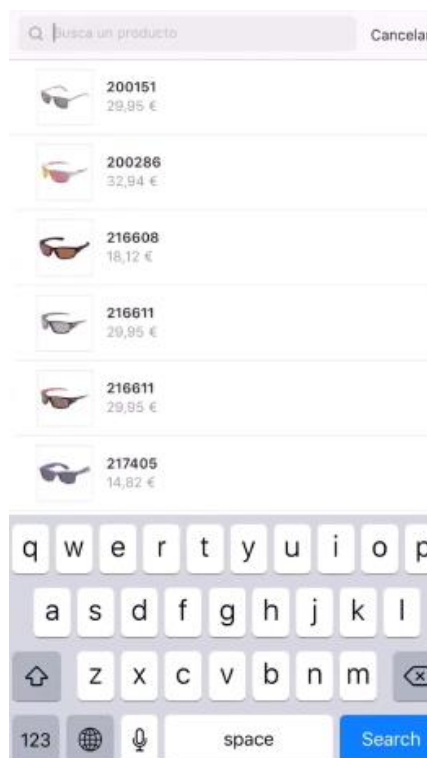 Busca un producto
Cancelar
200151
29,95 €
200286
32,94 €
216608
18,12 €
216611
29,95 €
216611
29,95 €
217405
14,82 €
q w e r t y u i o p
a s d f g h j k l
z x c v b n m
123 space Search